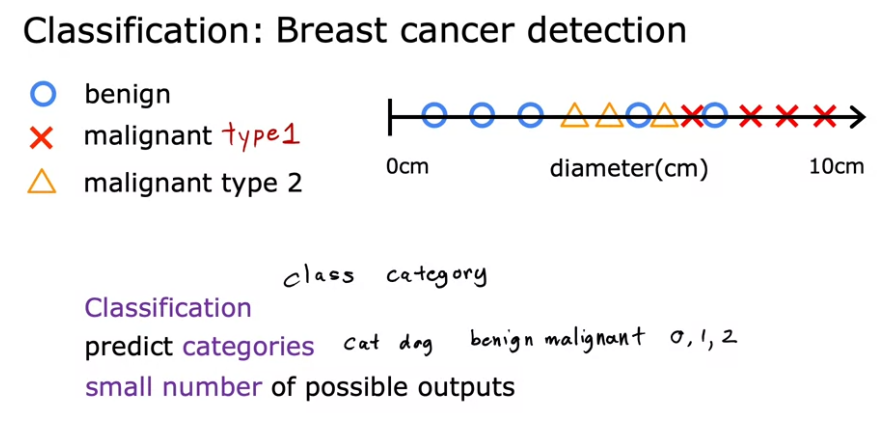 Classification: Breast cancer detection
benign
malignant type1
malignant type 2
0cm diameter(cm) 10cm
class category
Classification
predict categories cat dog benign malignant 0,1,2
small number of possible outputs